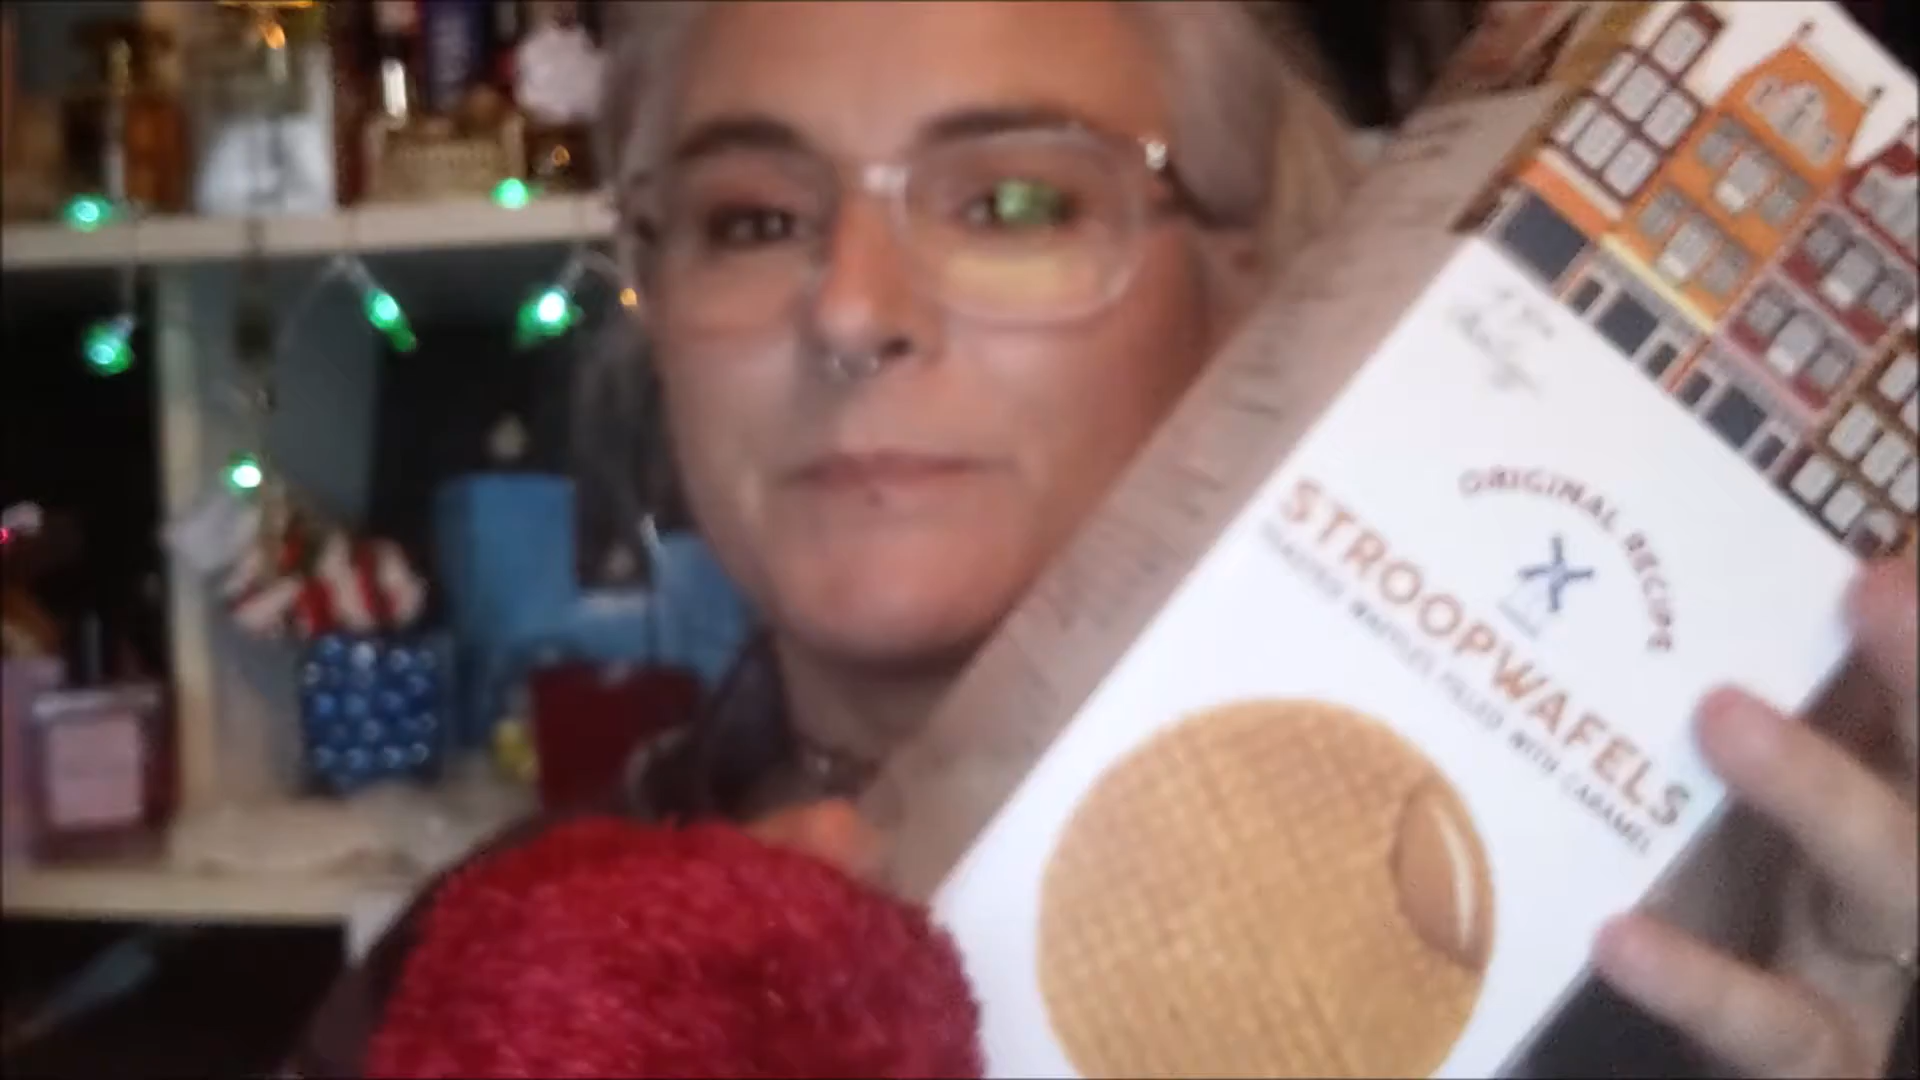 ORIGINAL RECIPE
STROOPWAFELS
TOASTED WAFFLES FILLED WITH CARAMEL